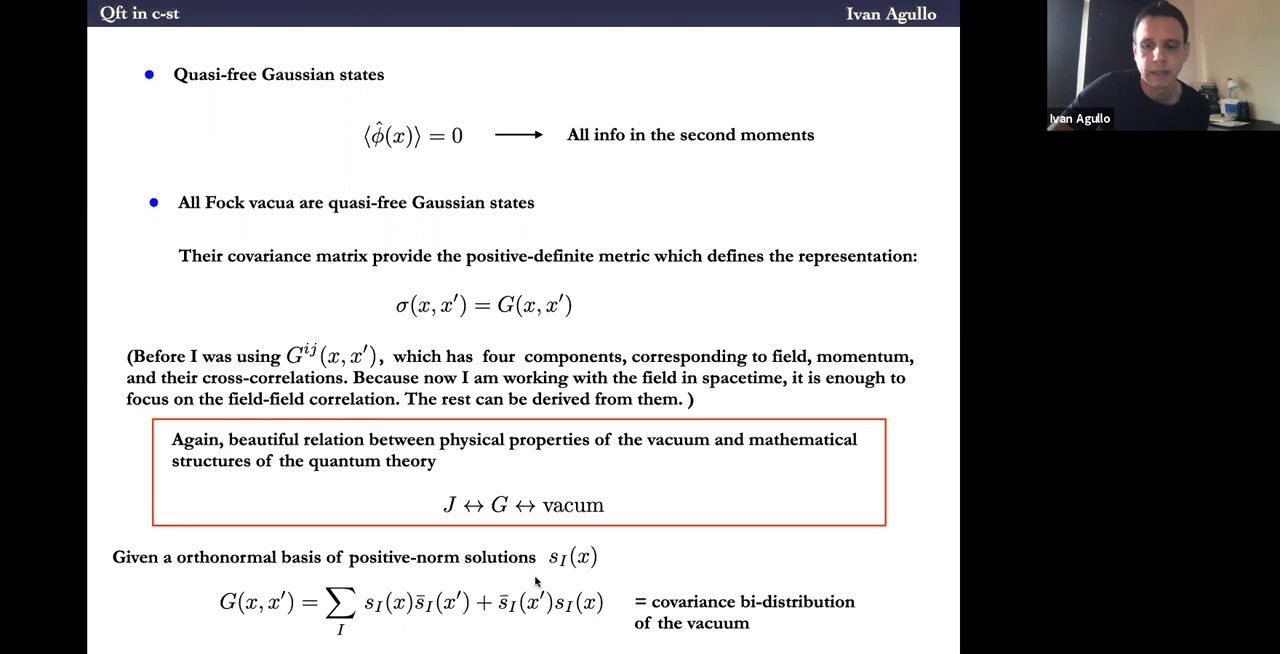 Qft in c-st Ivan Agullo
Ivan Agullo
• Quasi-free Gaussian states
⟨ϕ̂(x)⟩ = 0 ⟶ All info in the second moments
• All Fock vacua are quasi-free Gaussian states
Their covariance matrix provide the positive-definite metric which defines the representation:
σ(x, x′) = G(x, x′)
(Before I was using G^{ij}(x, x′), which has four components, corresponding to field, momentum,
and their cross-correlations. Because now I am working with the field in spacetime, it is enough to
focus on the field-field correlation. The rest can be derived from them. )
Again, beautiful relation between physical properties of the vacuum and mathematical
structures of the quantum theory
J ↔ G ↔ vacum
Given a orthonormal basis of positive-norm solutions s_I(x)
G(x, x′) = ∑_I s_I(x)s̄_I(x′) + s̄_I(x′)s_I(x) = covariance bi-distribution
of the vacuum